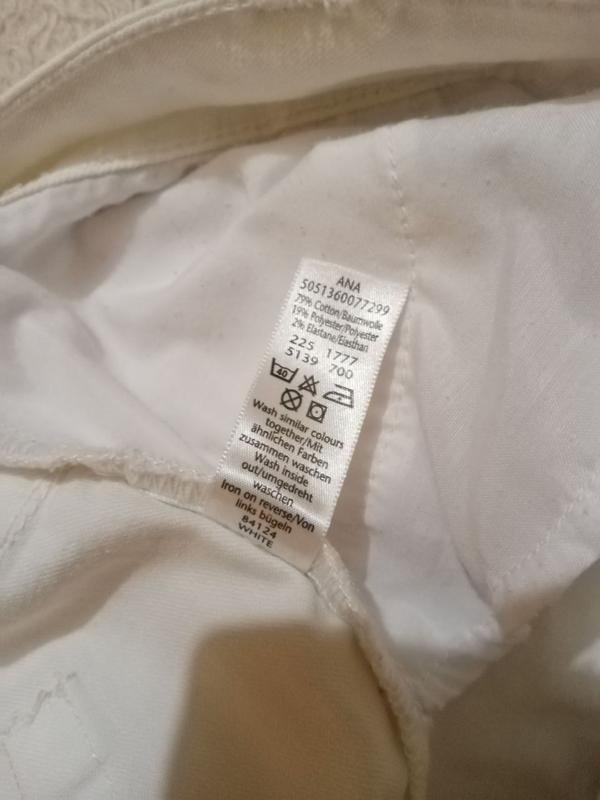 ANA
5051360077299
79% Cotton/Baumwolle
19% Polyester/Polyester
2% Elastane/Elasthan
225 1777
5139 700
40
Wash similar colours
together/Mit
ähnlichen Farben
zusammen waschen
Wash inside
out/umgedreht
waschen
Iron on reverse/Von
links bügeln
84124
WHITE